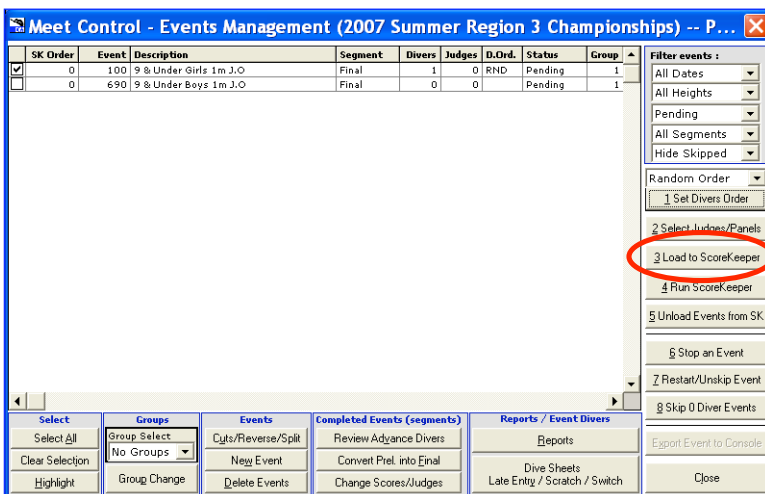 Meet Control - Events Management (2007 Summer Region 3 Championships) -- P...
SK Order Event Description Segment Divers Judges D.Ord. Status Group
0 100 9 & Under Girls 1m J.O Final 1 0 RND Pending 1
0 690 9 & Under Boys 1m J.O Final 0 0 Pending 1
Filter events :
All Dates
All Heights
Pending
All Segments
Hide Skipped
Random Order
1 Set Divers Order
2 Select Judges/Panels
3 Load to ScoreKeeper
4 Run ScoreKeeper
5 Unload Events from SK
6 Stop an Event
7 Restart/Unskip Event
8 Skip 0 Diver Events
Export Event to Console
Close
Select
Select All
Clear Selection
Highlight
Groups
Group Select
No Groups
Group Change
Events
Cuts/Reverse/Split
New Event
Delete Events
Completed Events (segments)
Review Advance Divers
Convert Prel. into Final
Change Scores/Judges
Reports / Event Divers
Reports
Dive Sheets
Late Entry / Scratch / Switch